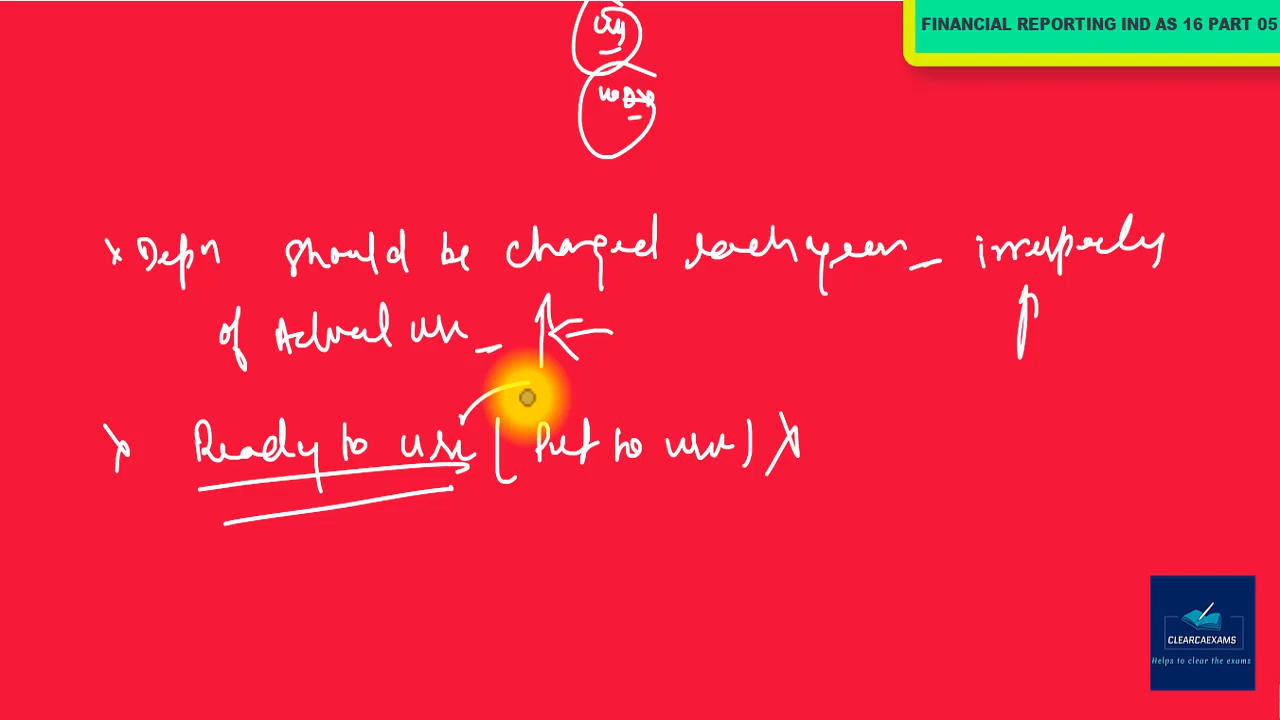 FINANCIAL REPORTING IND AS 16 PART 05
Depn should be charged each year irrespectively
of Actual use
Ready to use (Put to use)
CLEARCAEXAMS
Helps to clear the exams